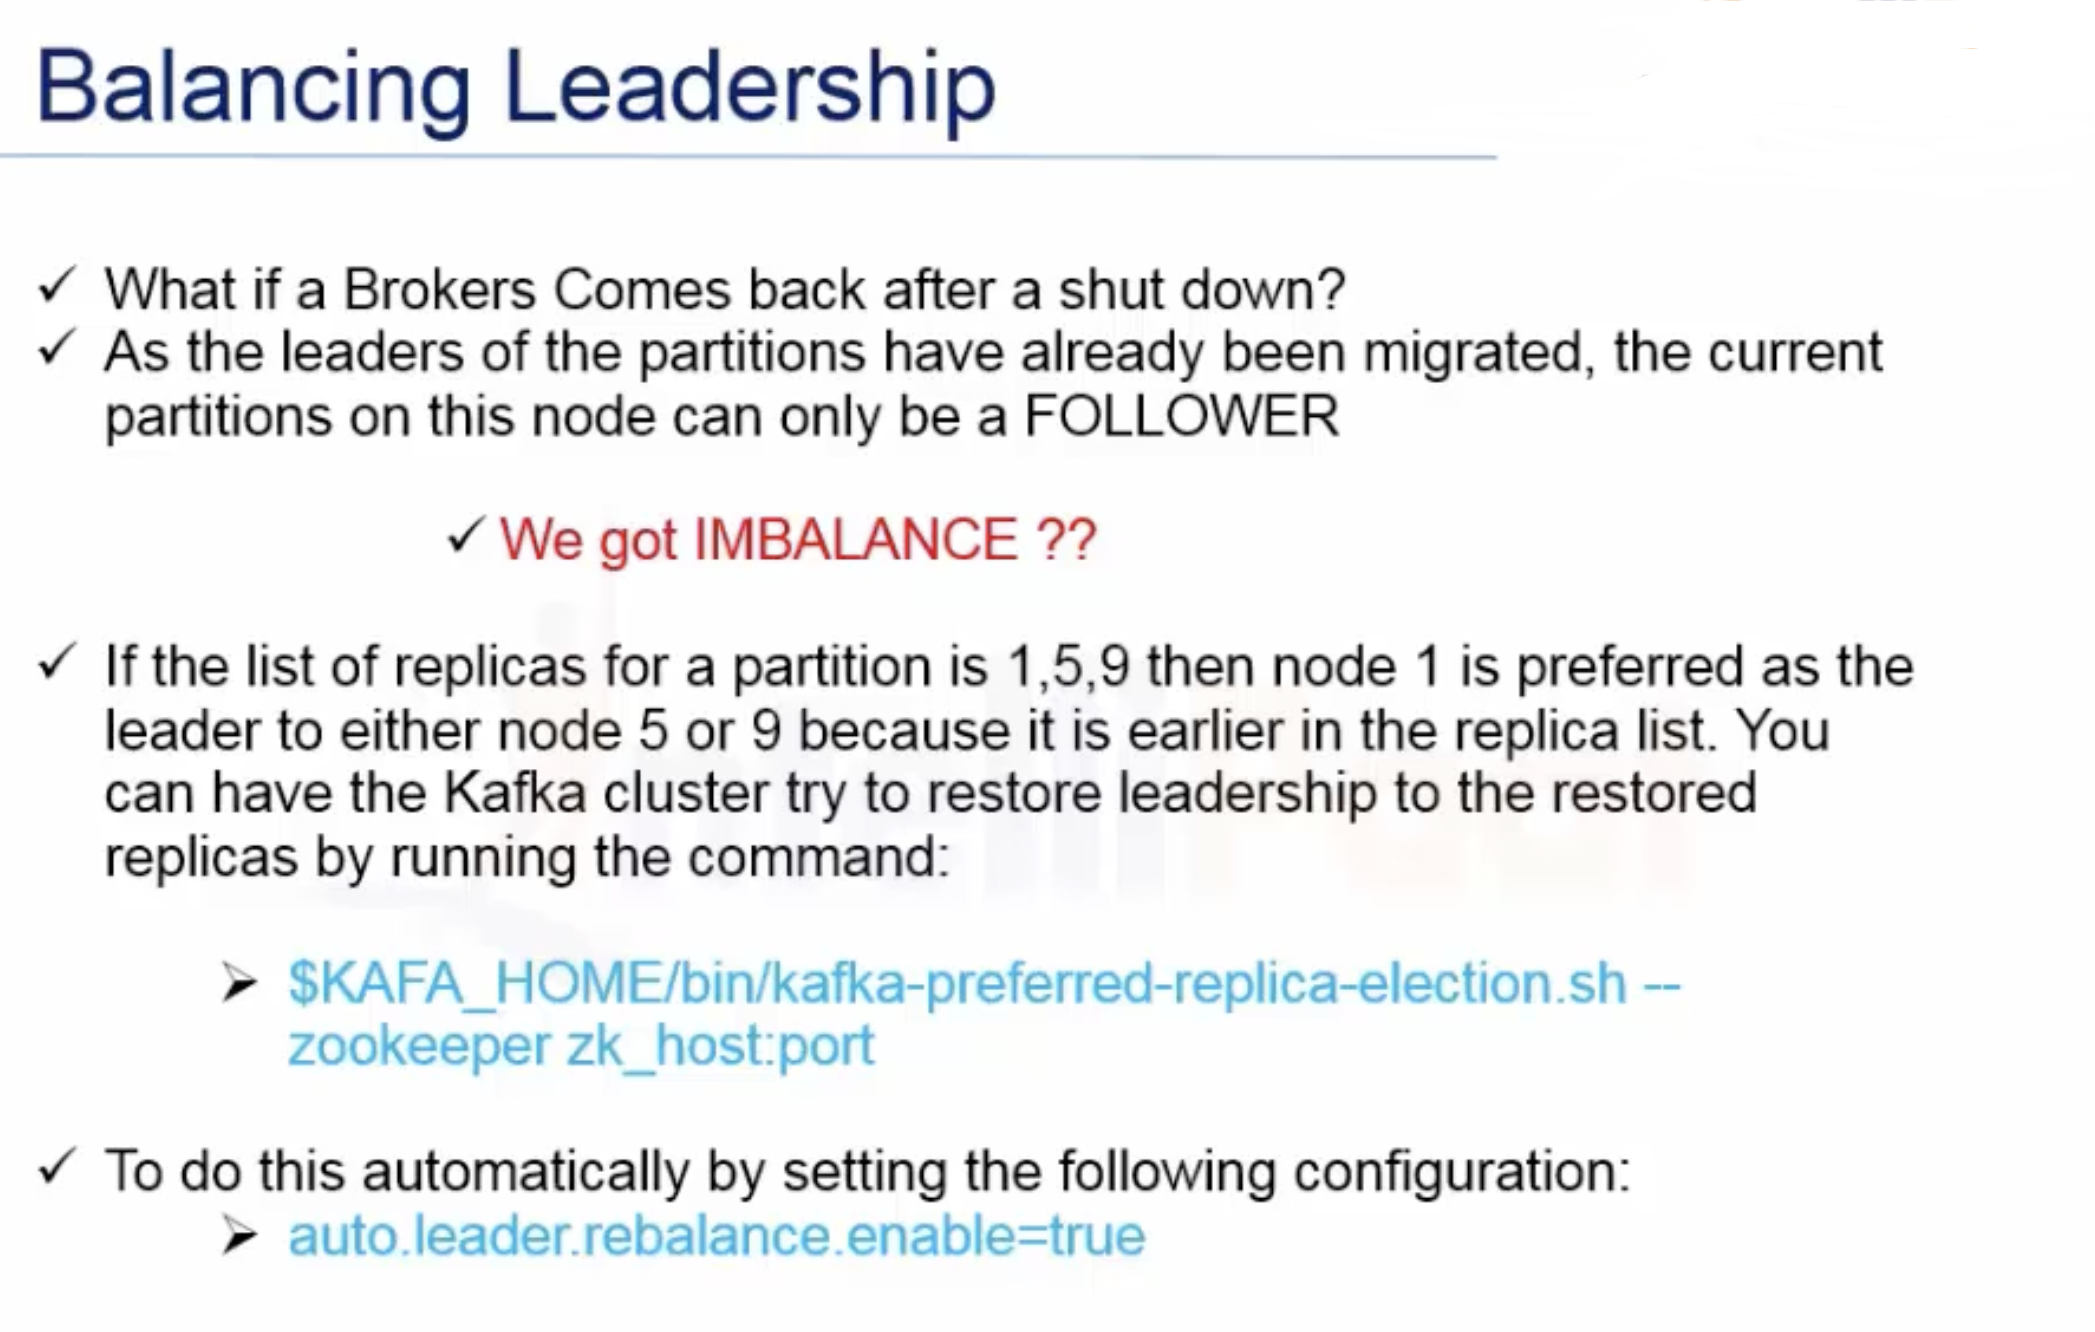 Balancing Leadership
What if a Brokers Comes back after a shut down?
As the leaders of the partitions have already been migrated, the current
partitions on this node can only be a FOLLOWER
We got IMBALANCE ??
If the list of replicas for a partition is 1,5,9 then node 1 is preferred as the
leader to either node 5 or 9 because it is earlier in the replica list. You
can have the Kafka cluster try to restore leadership to the restored
replicas by running the command:
$KAFA_HOME/bin/kafka-preferred-replica-election.sh --
zookeeper zk_host:port
To do this automatically by setting the following configuration:
auto.leader.rebalance.enable=true